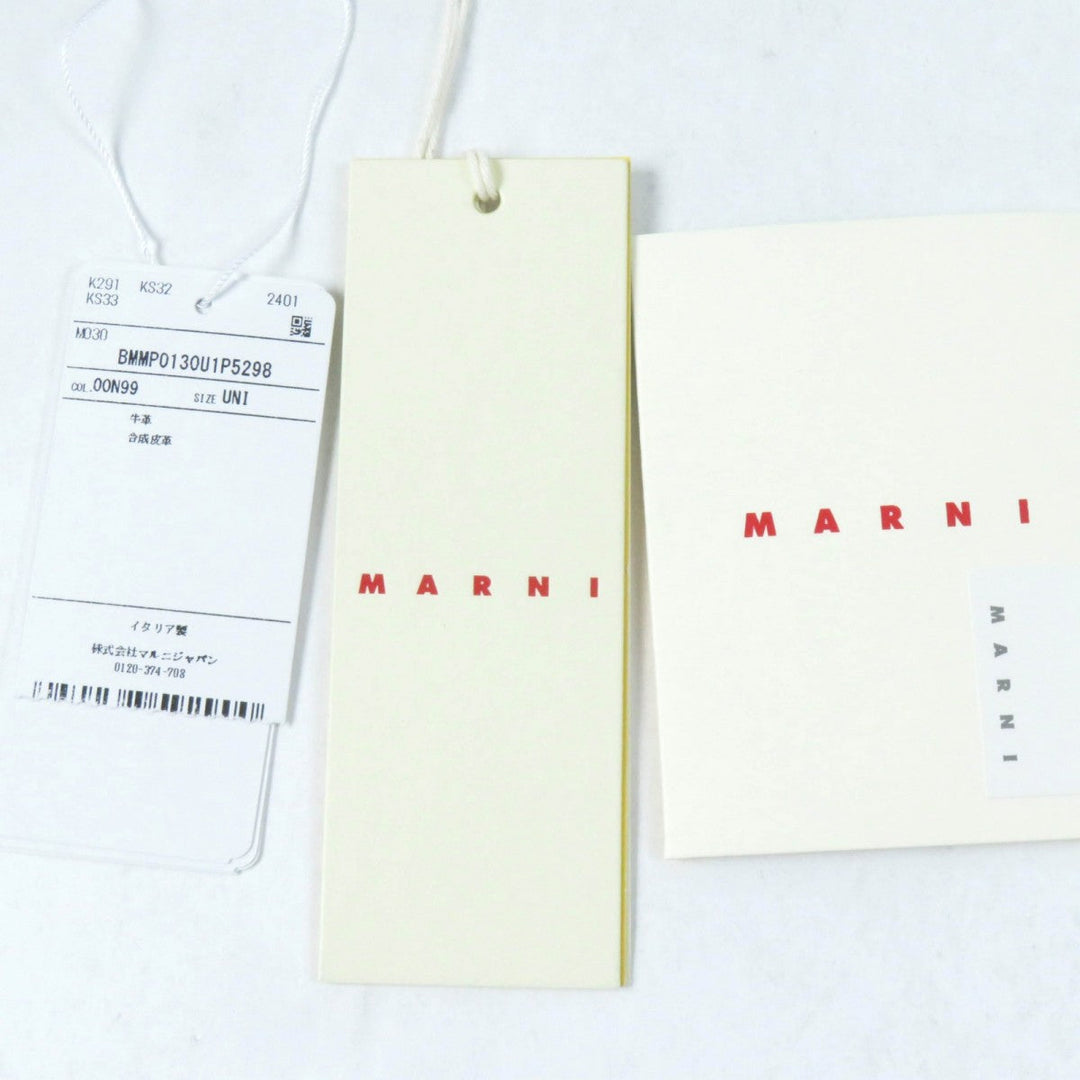 K291 KS32
KS33 2401
M030
BMMP0130U1P5298
COL.00N99 SIZE UNI
牛革
合成皮革
イタリア製
株式会社マルニジャパン
0120-374-708
MARNI
MARNI
MARNI